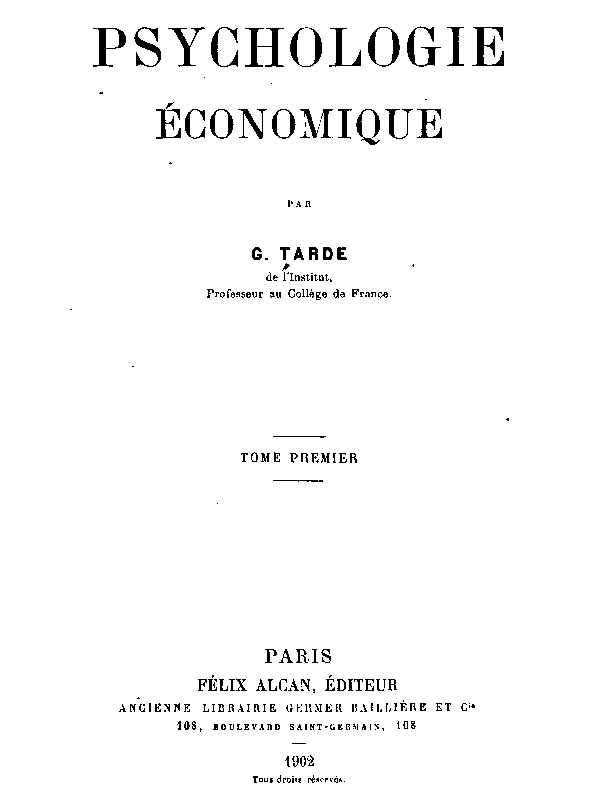 PSYCHOLOGIE
ÉCONOMIQUE
PAR
G. TARDE
de l'Institut,
Professeur au Collège de France.
TOME PREMIER
PARIS
FÉLIX ALCAN, ÉDITEUR
ANCIENNE LIBRAIRIE GERMER BAILLIÈRE ET Cie
108, BOULEVARD SAINT-GERMAIN, 108
1902
Tous droits réservés.